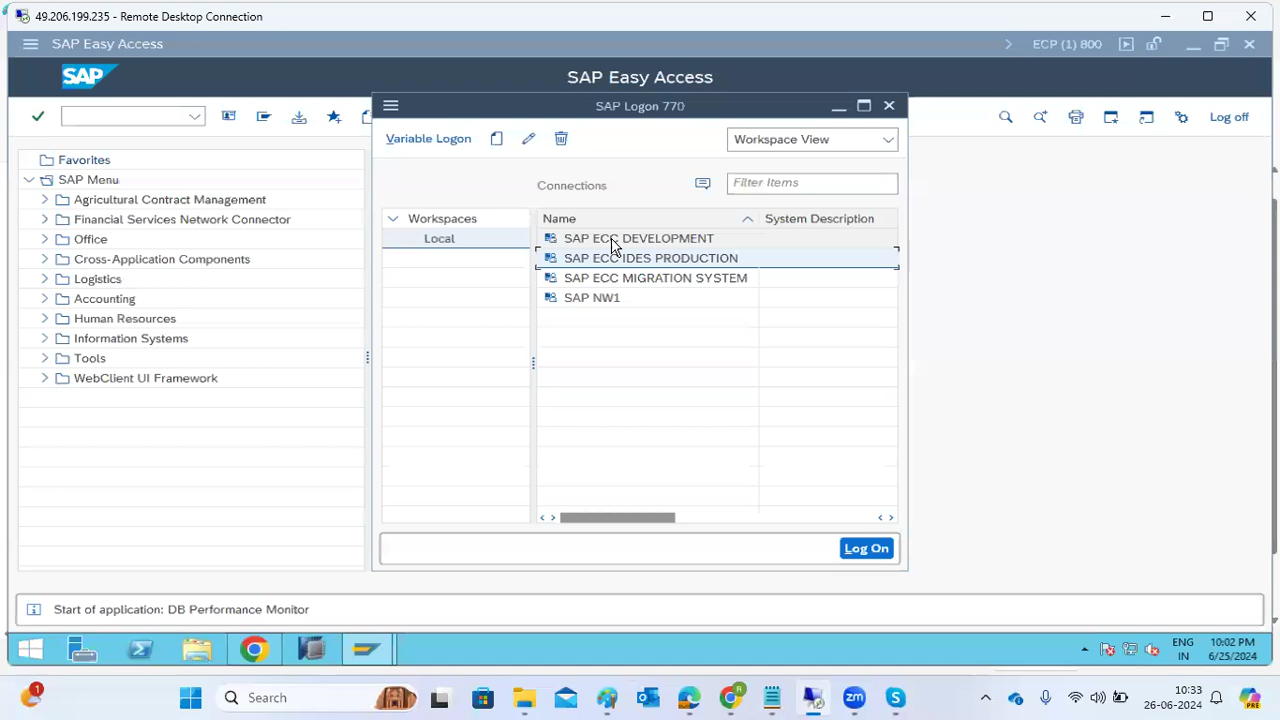 49.206.199.235 - Remote Desktop Connection
SAP Easy Access
ECP (1) 800
SAP
SAP Easy Access
Log off
SAP Logon 770
Variable Logon
Workspace View
Connections
Filter Items
Workspaces
Local
Name
System Description
SAP ECC DEVELOPMENT
SAP ECC IDES PRODUCTION
SAP ECC MIGRATION SYSTEM
SAP NW1
Log On
Favorites
SAP Menu
Agricultural Contract Management
Financial Services Network Connector
Office
Cross-Application Components
Logistics
Accounting
Human Resources
Information Systems
Tools
WebClient UI Framework
Start of application: DB Performance Monitor
ENG
IN
10:02 PM
6/25/2024
1
Search
R
zm
10:33
26-06-2024
PRE